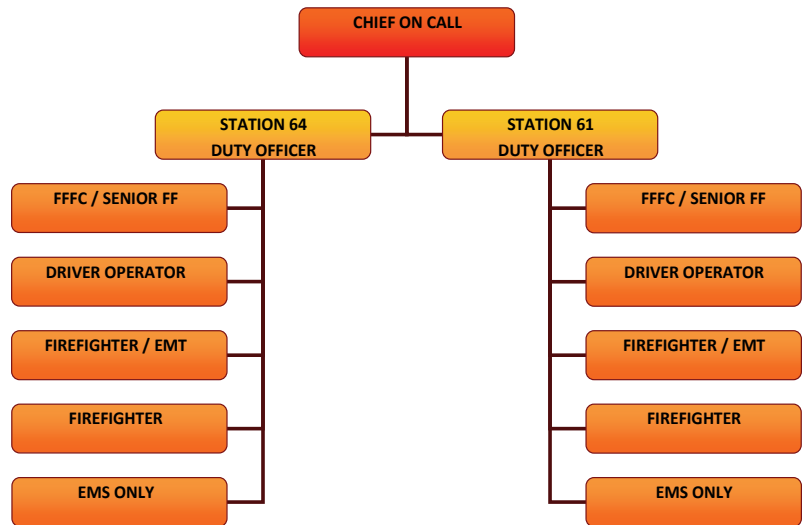 CHIEF ON CALL
STATION 64
DUTY OFFICER
STATION 61
DUTY OFFICER
FFFC / SENIOR FF
DRIVER OPERATOR
FIREFIGHTER / EMT
FIREFIGHTER
EMS ONLY
FFFC / SENIOR FF
DRIVER OPERATOR
FIREFIGHTER / EMT
FIREFIGHTER
EMS ONLY